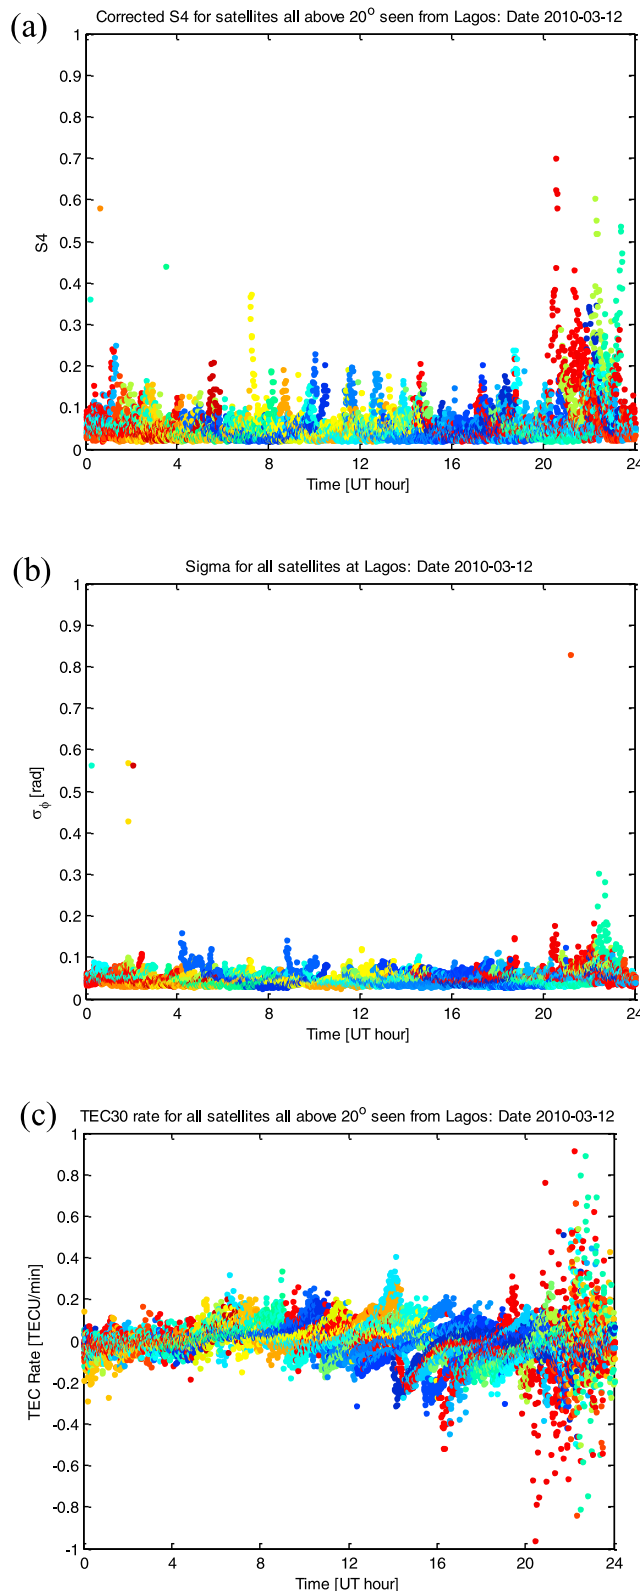 (a)
Corrected S4 for satellites all above 20° seen from Lagos: Date 2010-03-12
1
0.9
0.8
0.7
0.6
0.5
0.4
0.3
0.2
0.1
0
S4
0 4 8 12 16 20 24
Time [UT hour]
(b)
Sigma for all satellites at Lagos: Date 2010-03-12
1
0.9
0.8
0.7
0.6
0.5
0.4
0.3
0.2
0.1
0
σϕ [rad]
0 4 8 12 16 20 24
Time [UT hour]
(c)
TEC30 rate for all satellites all above 20° seen from Lagos: Date 2010-03-12
1
0.8
0.6
0.4
0.2
0
-0.2
-0.4
-0.6
-0.8
-1
TEC Rate [TECU/min]
0 4 8 12 16 20 24
Time [UT hour]